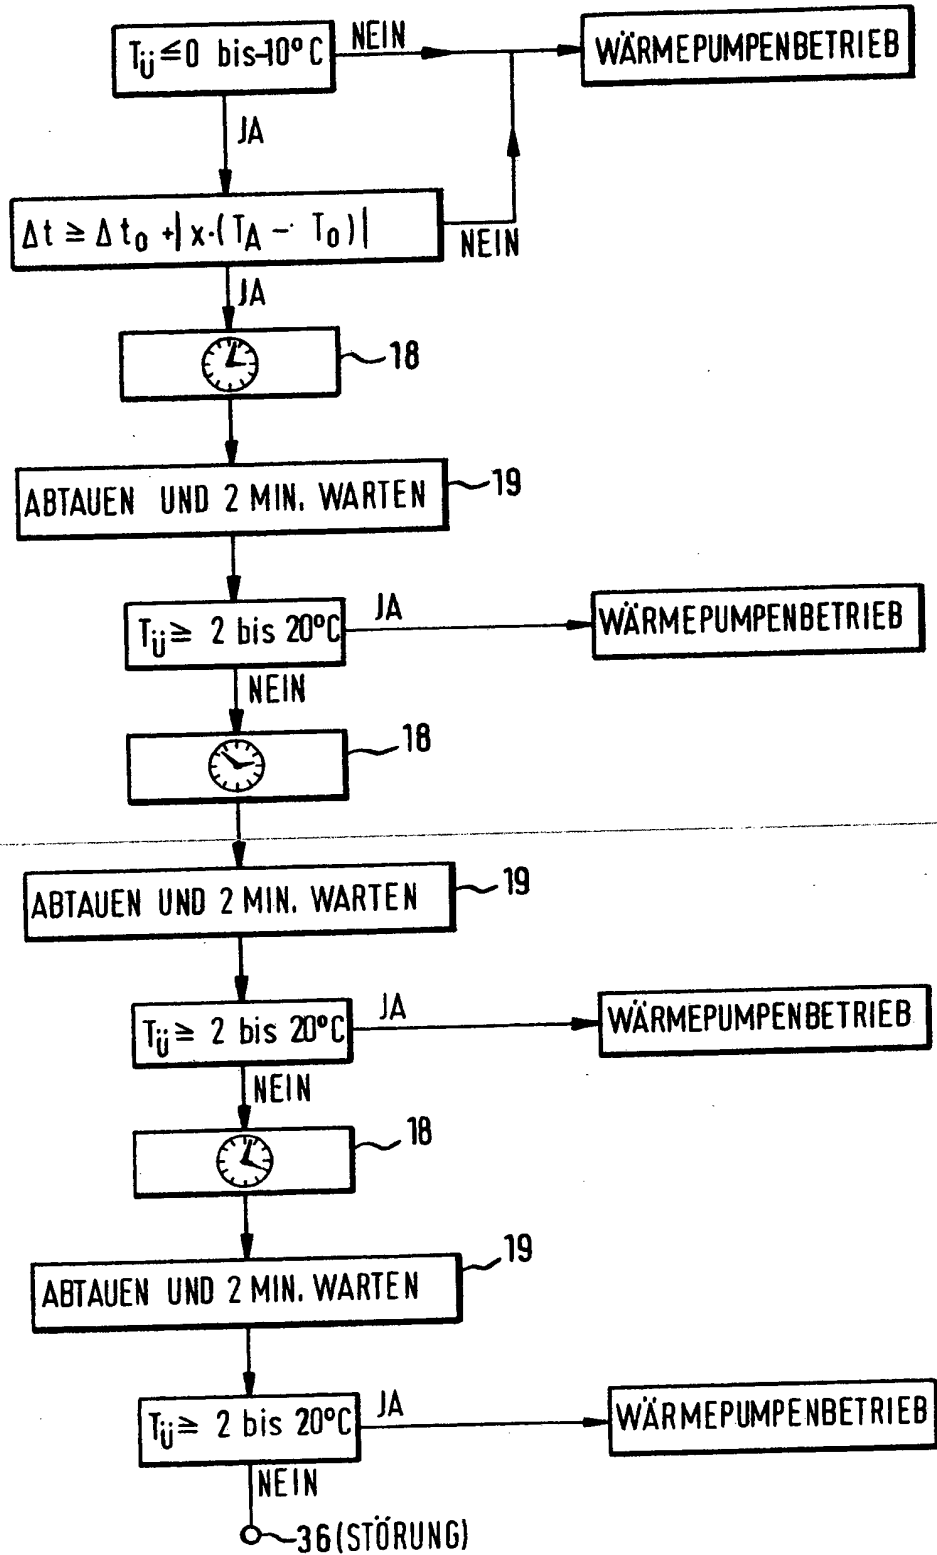 T_Ü ≦ 0 bis -10°C
NEIN
WÄRMEPUMPENBETRIEB
JA
Δt ≧ Δt₀ + |x·(T_A - T₀)|
NEIN
JA
18
ABTAUEN UND 2 MIN. WARTEN
19
T_Ü ≧ 2 bis 20°C
JA
WÄRMEPUMPENBETRIEB
NEIN
18
ABTAUEN UND 2 MIN. WARTEN
19
T_Ü ≧ 2 bis 20°C
JA
WÄRMEPUMPENBETRIEB
NEIN
18
ABTAUEN UND 2 MIN. WARTEN
19
T_Ü ≧ 2 bis 20°C
JA
WÄRMEPUMPENBETRIEB
NEIN
36 (STÖRUNG)